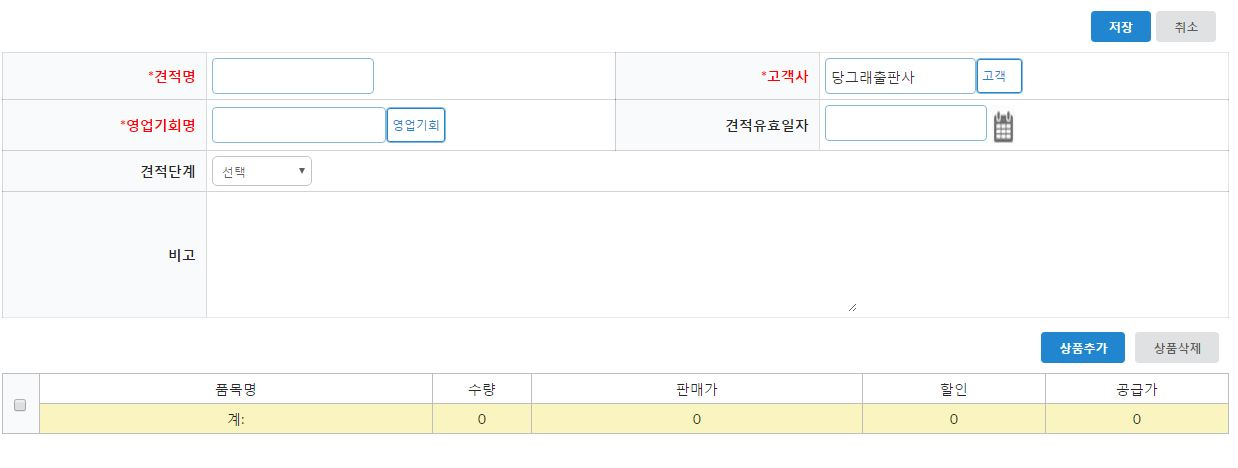 저장 취소
*견적명 *고객사 당그래출판사 고객
*영업기회명 영업기회 견적유효일자
견적단계 선택
비고
상품추가 상품삭제
품목명 수량 판매가 할인 공급가
계: 0 0 0 0